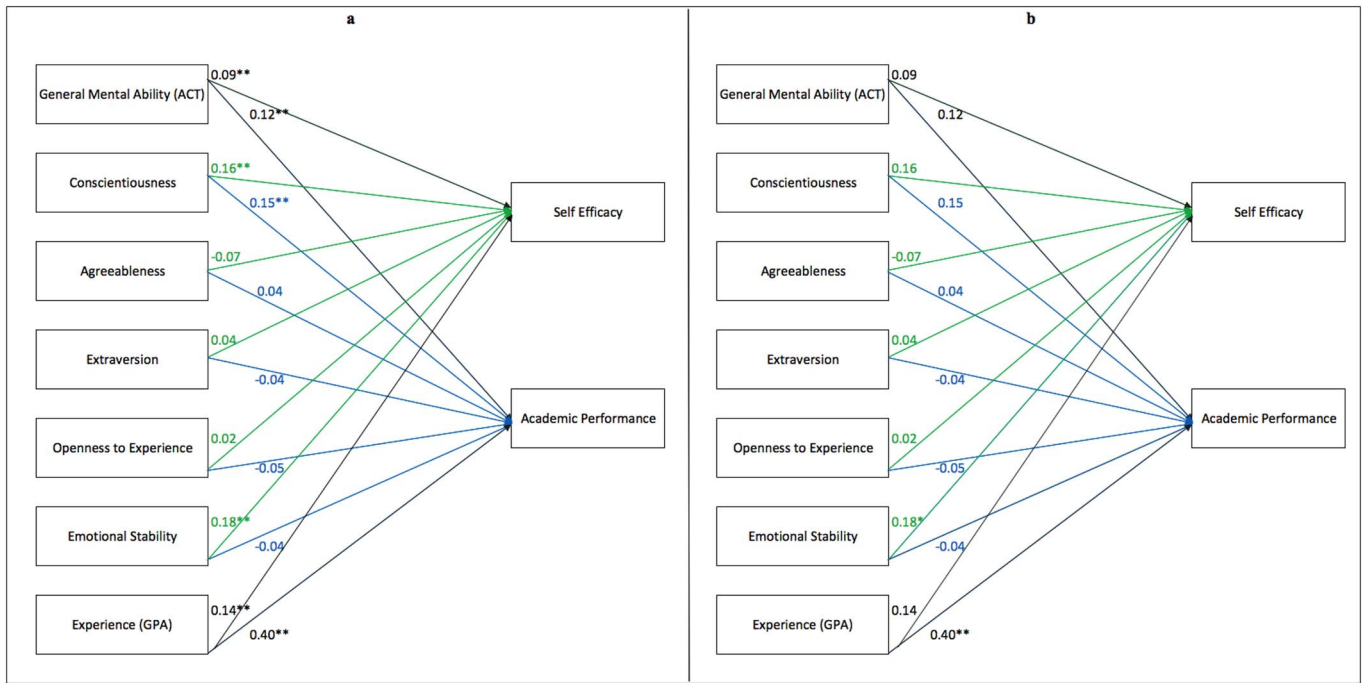 a
General Mental Ability (ACT)
0.09**
0.12**
Conscientiousness
0.16**
0.15**
Self Efficacy
Agreeableness
-0.07
0.04
Extraversion
0.04
-0.04
Academic Performance
Openness to Experience
0.02
-0.05
Emotional Stability
0.18**
-0.04
Experience (GPA)
0.14**
0.40**
b
General Mental Ability (ACT)
0.09
0.12
Conscientiousness
0.16
0.15
Self Efficacy
Agreeableness
-0.07
0.04
Extraversion
0.04
-0.04
Academic Performance
Openness to Experience
0.02
-0.05
Emotional Stability
0.18*
-0.04
Experience (GPA)
0.14
0.40**